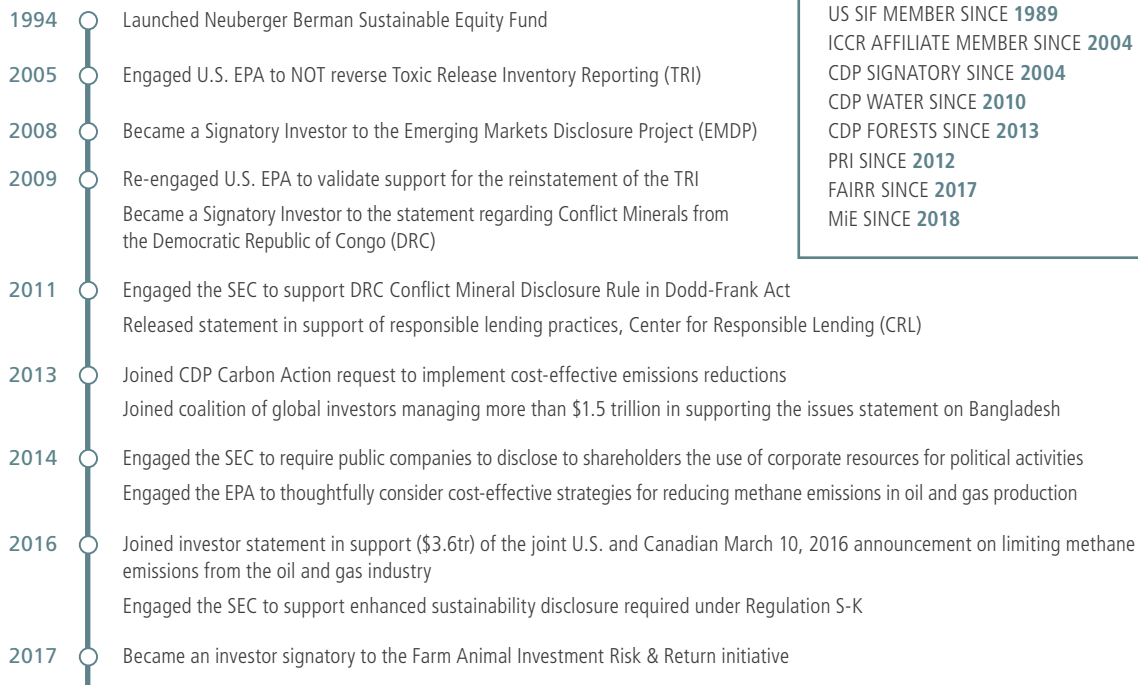 1994 Launched Neuberger Berman Sustainable Equity Fund
2005 Engaged U.S. EPA to NOT reverse Toxic Release Inventory Reporting (TRI)
2008 Became a Signatory Investor to the Emerging Markets Disclosure Project (EMDP)
2009 Re-engaged U.S. EPA to validate support for the reinstatement of the TRI
Became a Signatory Investor to the statement regarding Conflict Minerals from
the Democratic Republic of Congo (DRC)
2011 Engaged the SEC to support DRC Conflict Mineral Disclosure Rule in Dodd-Frank Act
Released statement in support of responsible lending practices, Center for Responsible Lending (CRL)
2013 Joined CDP Carbon Action request to implement cost-effective emissions reductions
Joined coalition of global investors managing more than $1.5 trillion in supporting the issues statement on Bangladesh
2014 Engaged the SEC to require public companies to disclose to shareholders the use of corporate resources for political activities
Engaged the EPA to thoughtfully consider cost-effective strategies for reducing methane emissions in oil and gas production
2016 Joined investor statement in support ($3.6tr) of the joint U.S. and Canadian March 10, 2016 announcement on limiting methane
emissions from the oil and gas industry
Engaged the SEC to support enhanced sustainability disclosure required under Regulation S-K
2017 Became an investor signatory to the Farm Animal Investment Risk & Return initiative
US SIF MEMBER SINCE 1989
ICCR AFFILIATE MEMBER SINCE 2004
CDP SIGNATORY SINCE 2004
CDP WATER SINCE 2010
CDP FORESTS SINCE 2013
PRI SINCE 2012
FAIRR SINCE 2017
MiE SINCE 2018